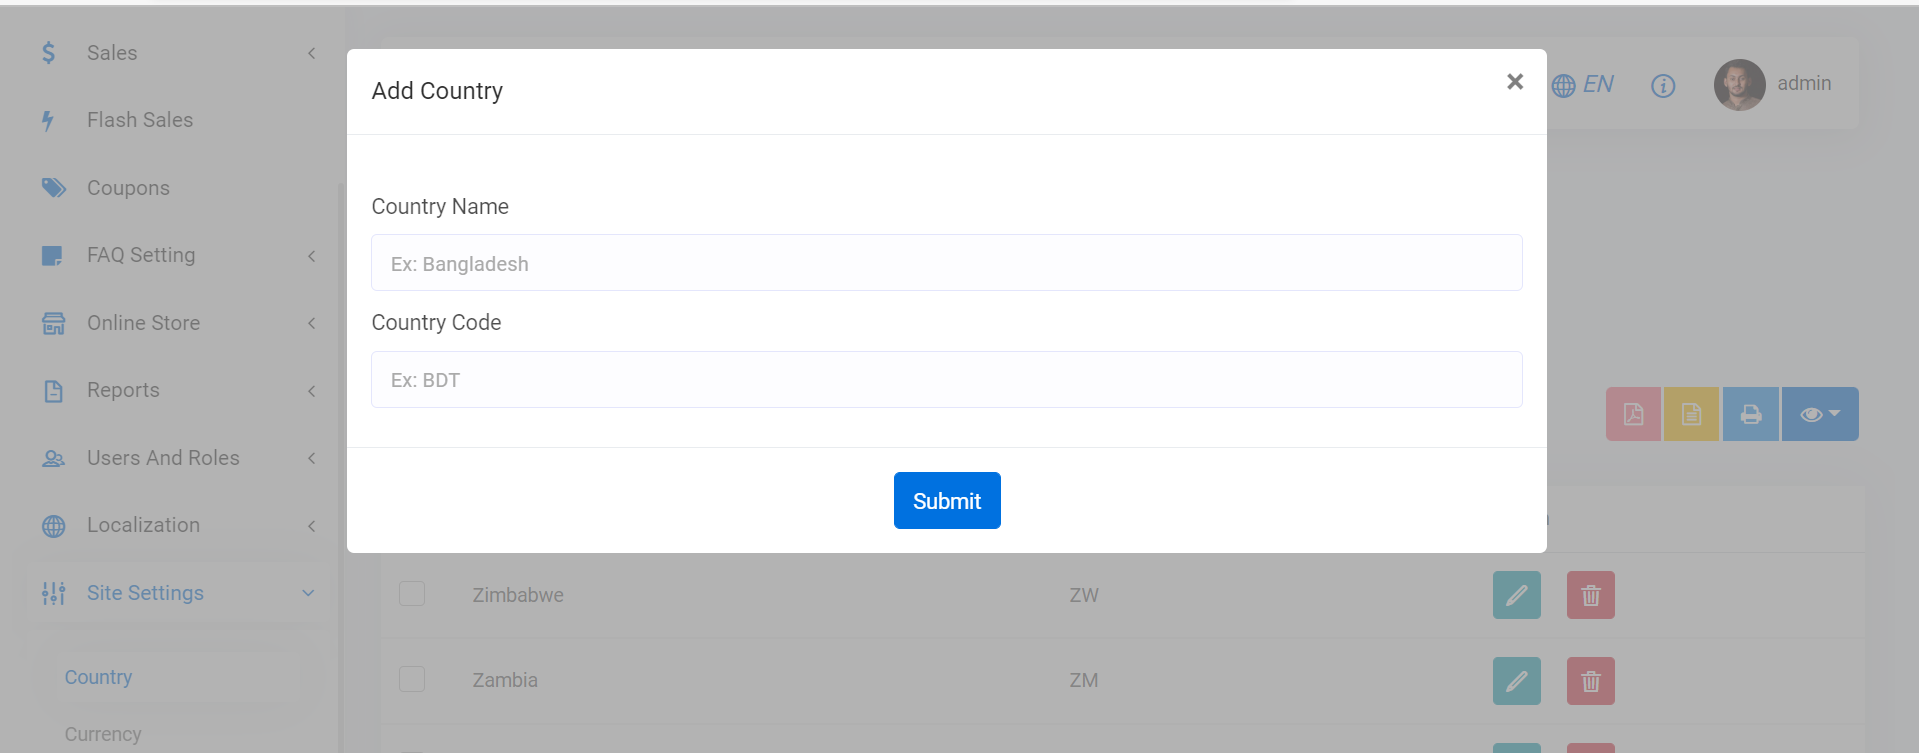 Sales
Flash Sales
Coupons
FAQ Setting
Online Store
Reports
Users And Roles
Localization
Site Settings
Country
Currency
EN
admin
Add Country
×
Country Name
Ex: Bangladesh
Country Code
Ex: BDT
Submit
Zimbabwe ZW
Zambia ZM